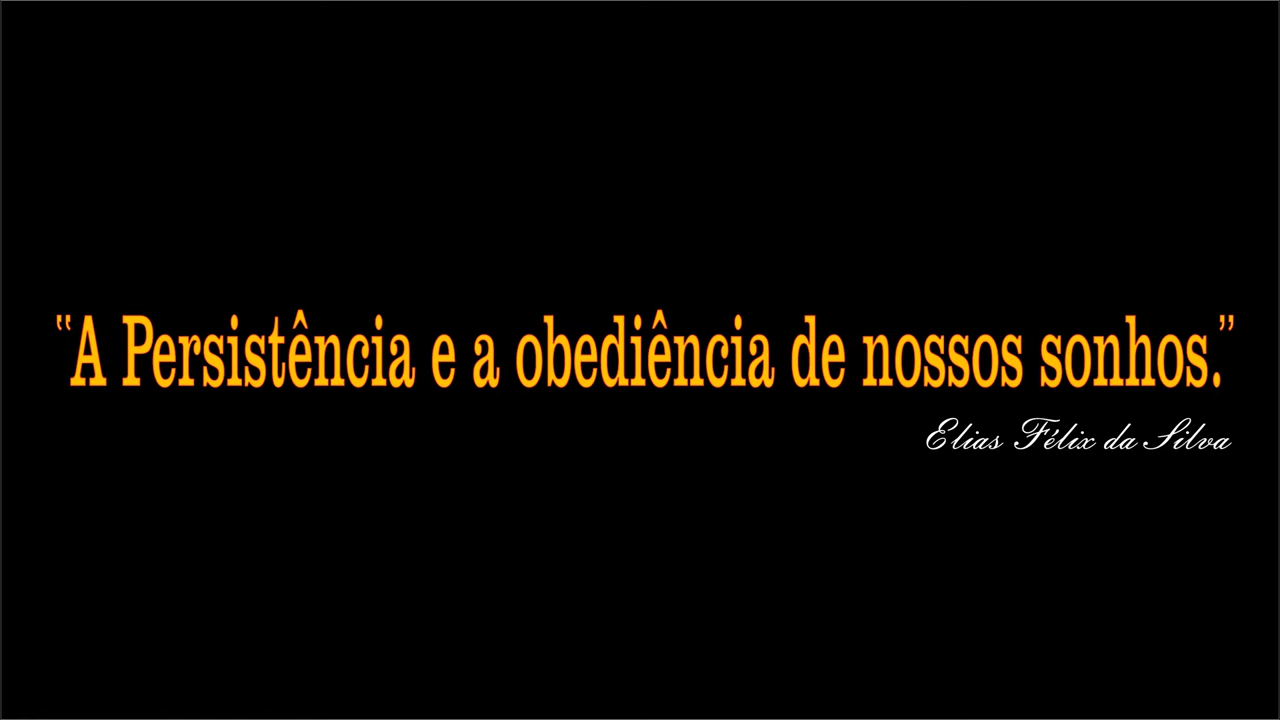 “A Persistência e a obediência de nossos sonhos.”
Elias Félix da Silva